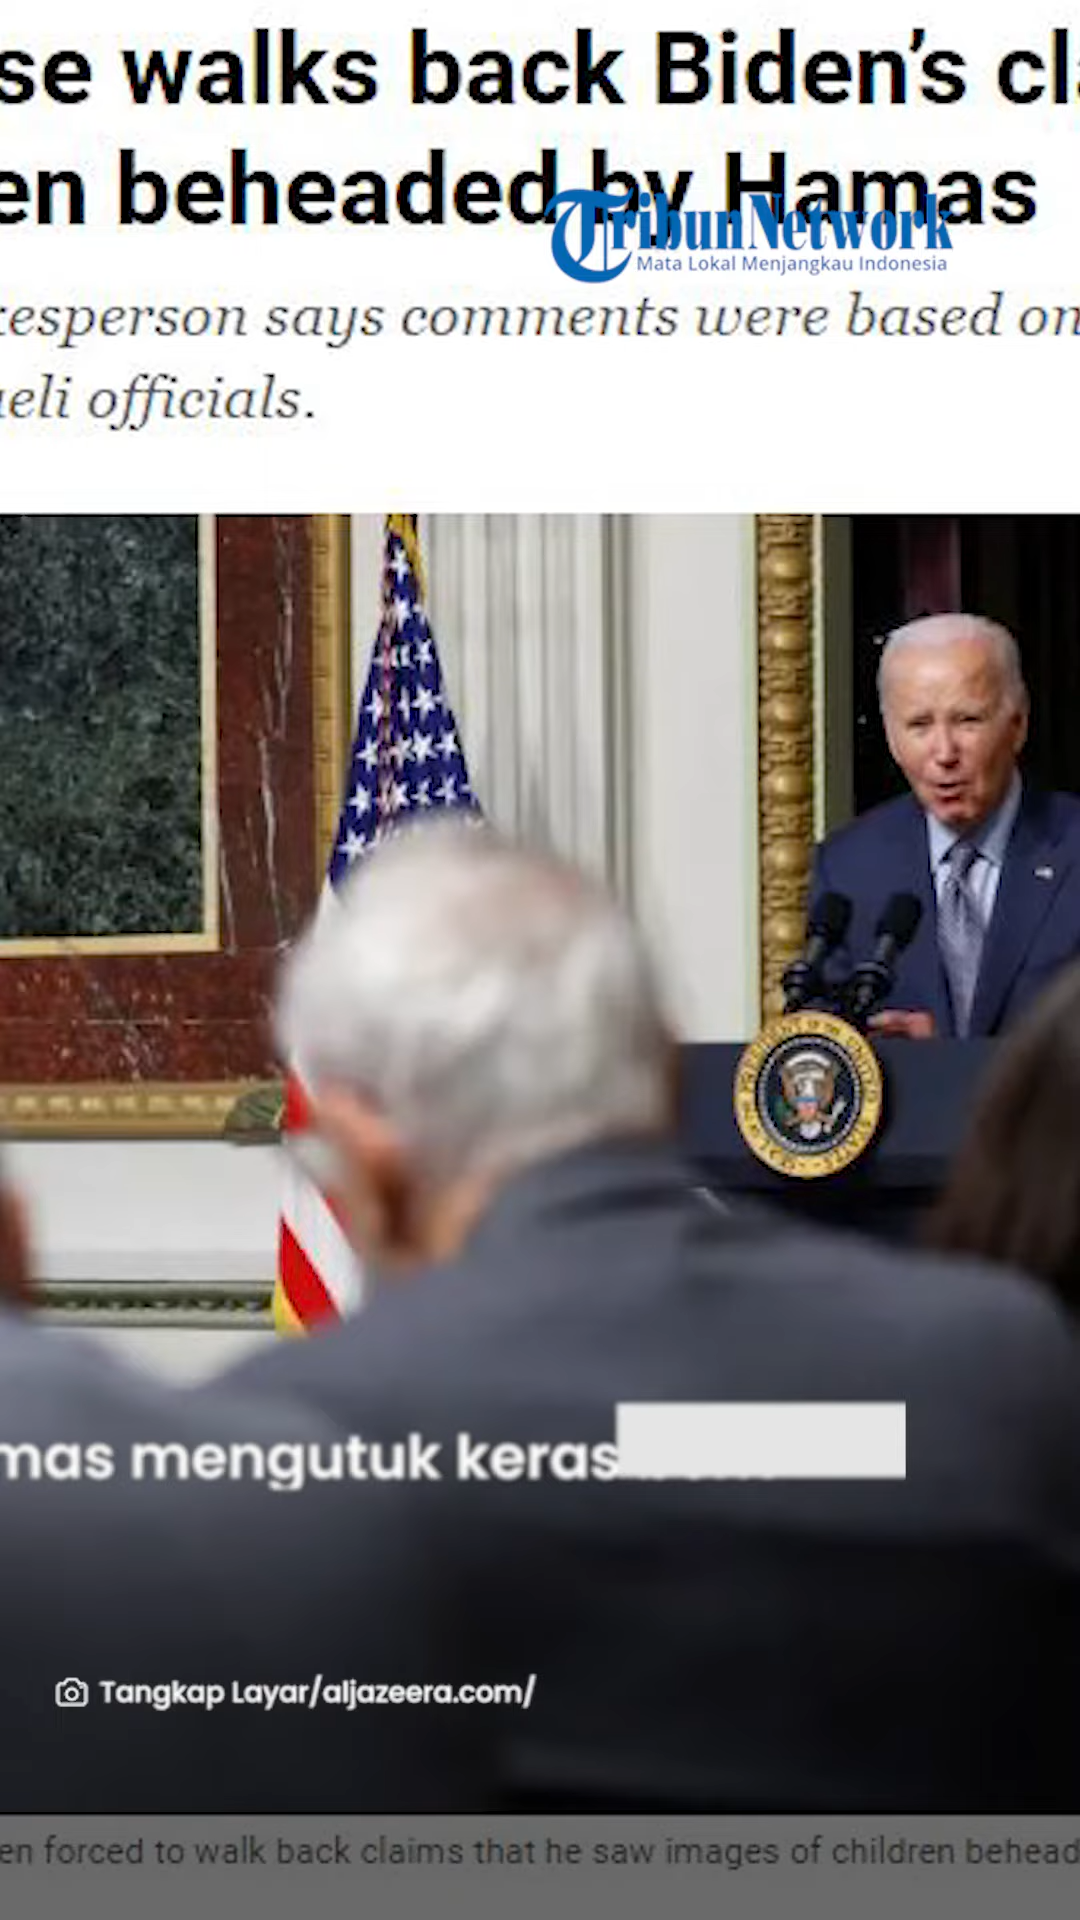 se walks back Biden's cl
en beheaded by Hamas
TribunNetwork
Mata Lokal Menjangkau Indonesia
kesperson says comments were based on
eli officials.
mas mengutuk keras
Tangkap Layar/aljazeera.com/
en forced to walk back claims that he saw images of children behead